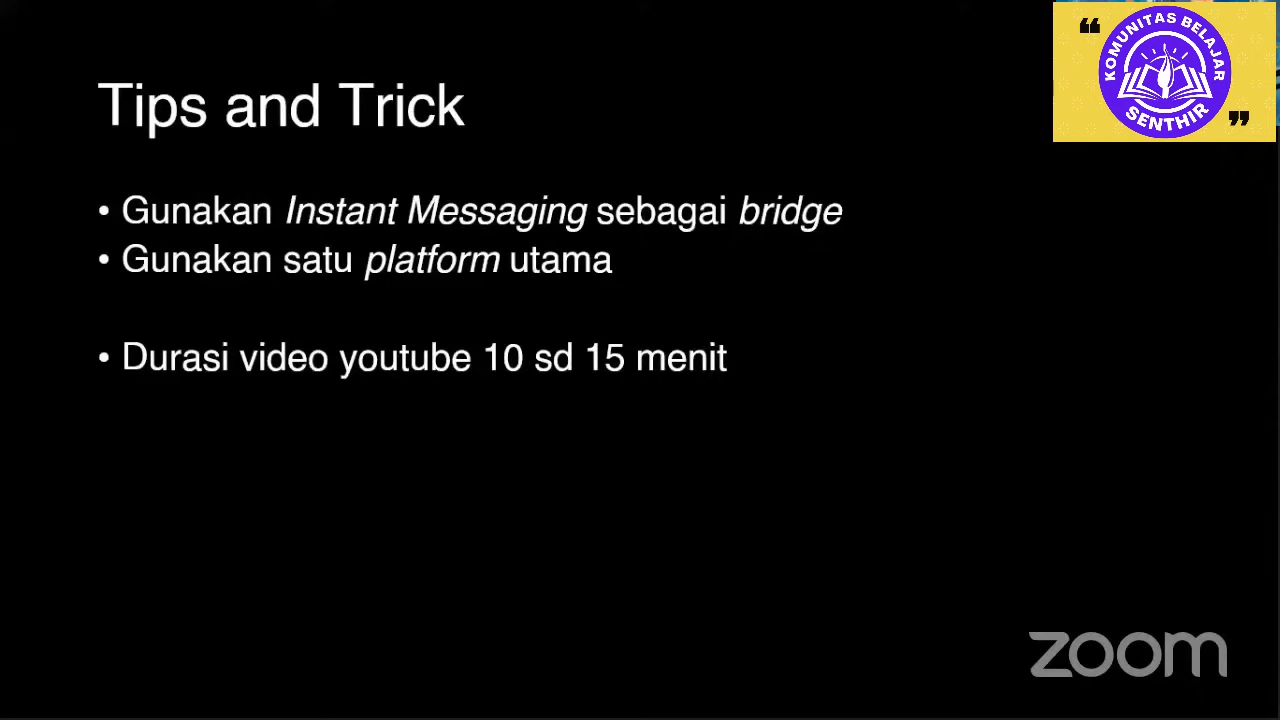 Tips and Trick
• Gunakan Instant Messaging sebagai bridge
• Gunakan satu platform utama
• Durasi video youtube 10 sd 15 menit
❝
KOMUNITAS BELAJAR
SENTHIR
❞
zoom